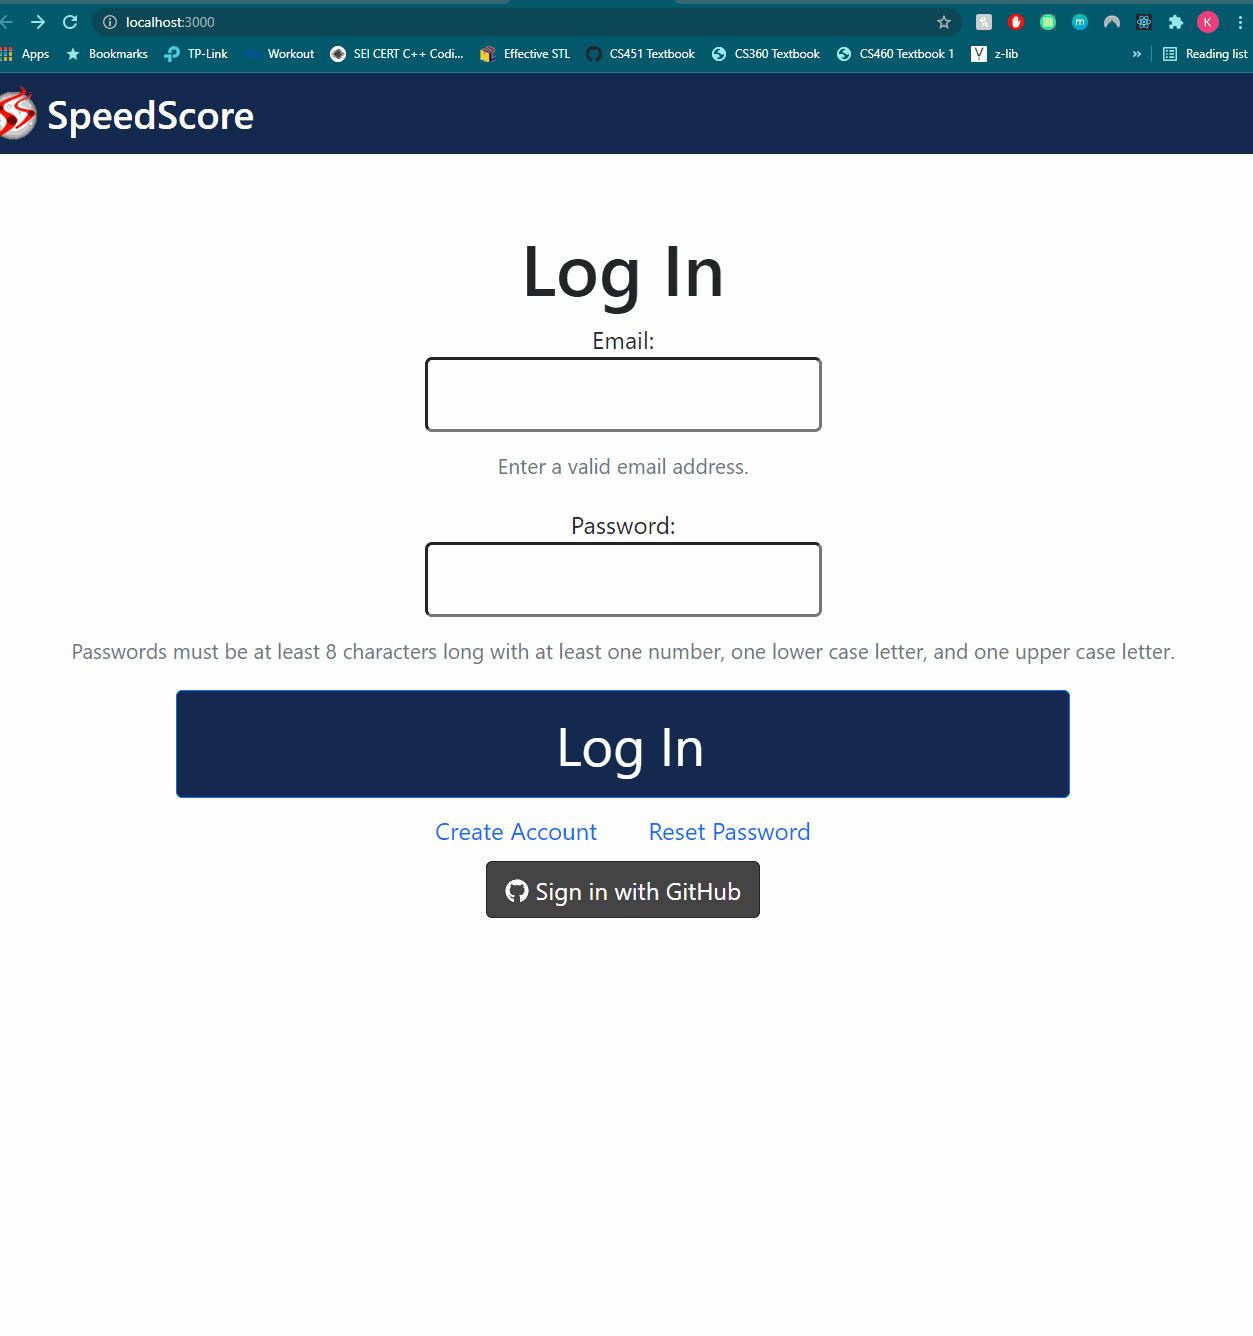 localhost:3000
K
Apps Bookmarks TP-Link Workout SEI CERT C++ Codi... Effective STL CS451 Textbook CS360 Textbook CS460 Textbook 1 Y z-lib » Reading list
SpeedScore
Log In
Email:
Enter a valid email address.
Password:
Passwords must be at least 8 characters long with at least one number, one lower case letter, and one upper case letter.
Log In
Create Account Reset Password
Sign in with GitHub